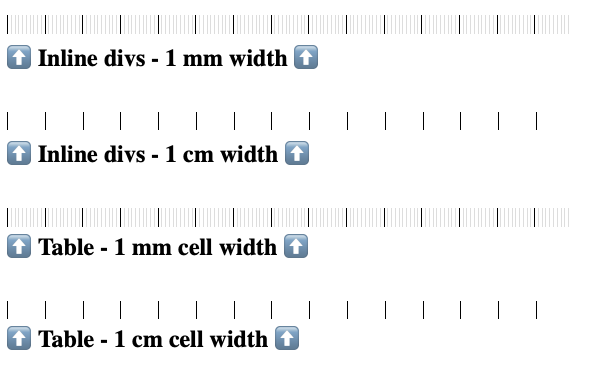 ⬆️ Inline divs - 1 mm width ⬆️
⬆️ Inline divs - 1 cm width ⬆️
⬆️ Table - 1 mm cell width ⬆️
⬆️ Table - 1 cm cell width ⬆️